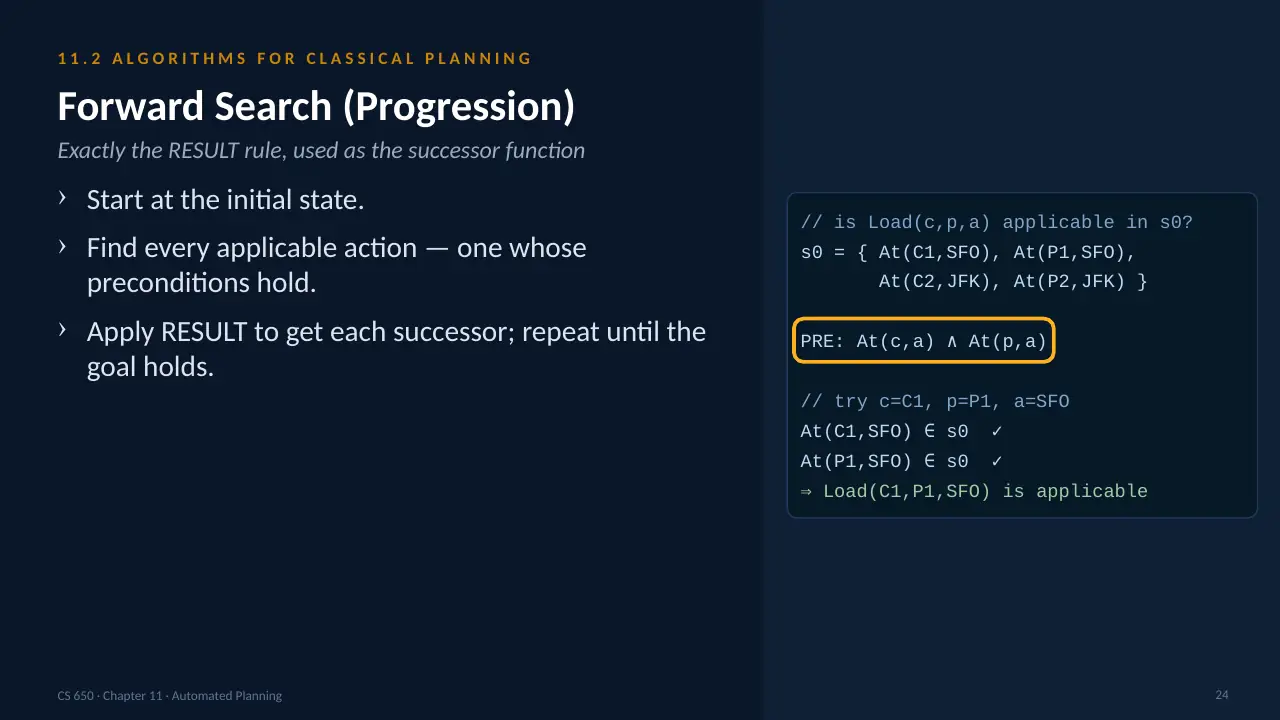 11.2 ALGORITHMS FOR CLASSICAL PLANNING
Forward Search (Progression)
Exactly the RESULT rule, used as the successor function
› Start at the initial state.
› Find every applicable action — one whose
preconditions hold.
› Apply RESULT to get each successor; repeat until the
goal holds.
// is Load(c,p,a) applicable in s0?
s0 = { At(C1,SFO), At(P1,SFO),
At(C2,JFK), At(P2,JFK) }
PRE: At(c,a) ∧ At(p,a)
// try c=C1, p=P1, a=SFO
At(C1,SFO) ∈ s0 ✓
At(P1,SFO) ∈ s0 ✓
⇒ Load(C1,P1,SFO) is applicable
CS 650 · Chapter 11 · Automated Planning
24